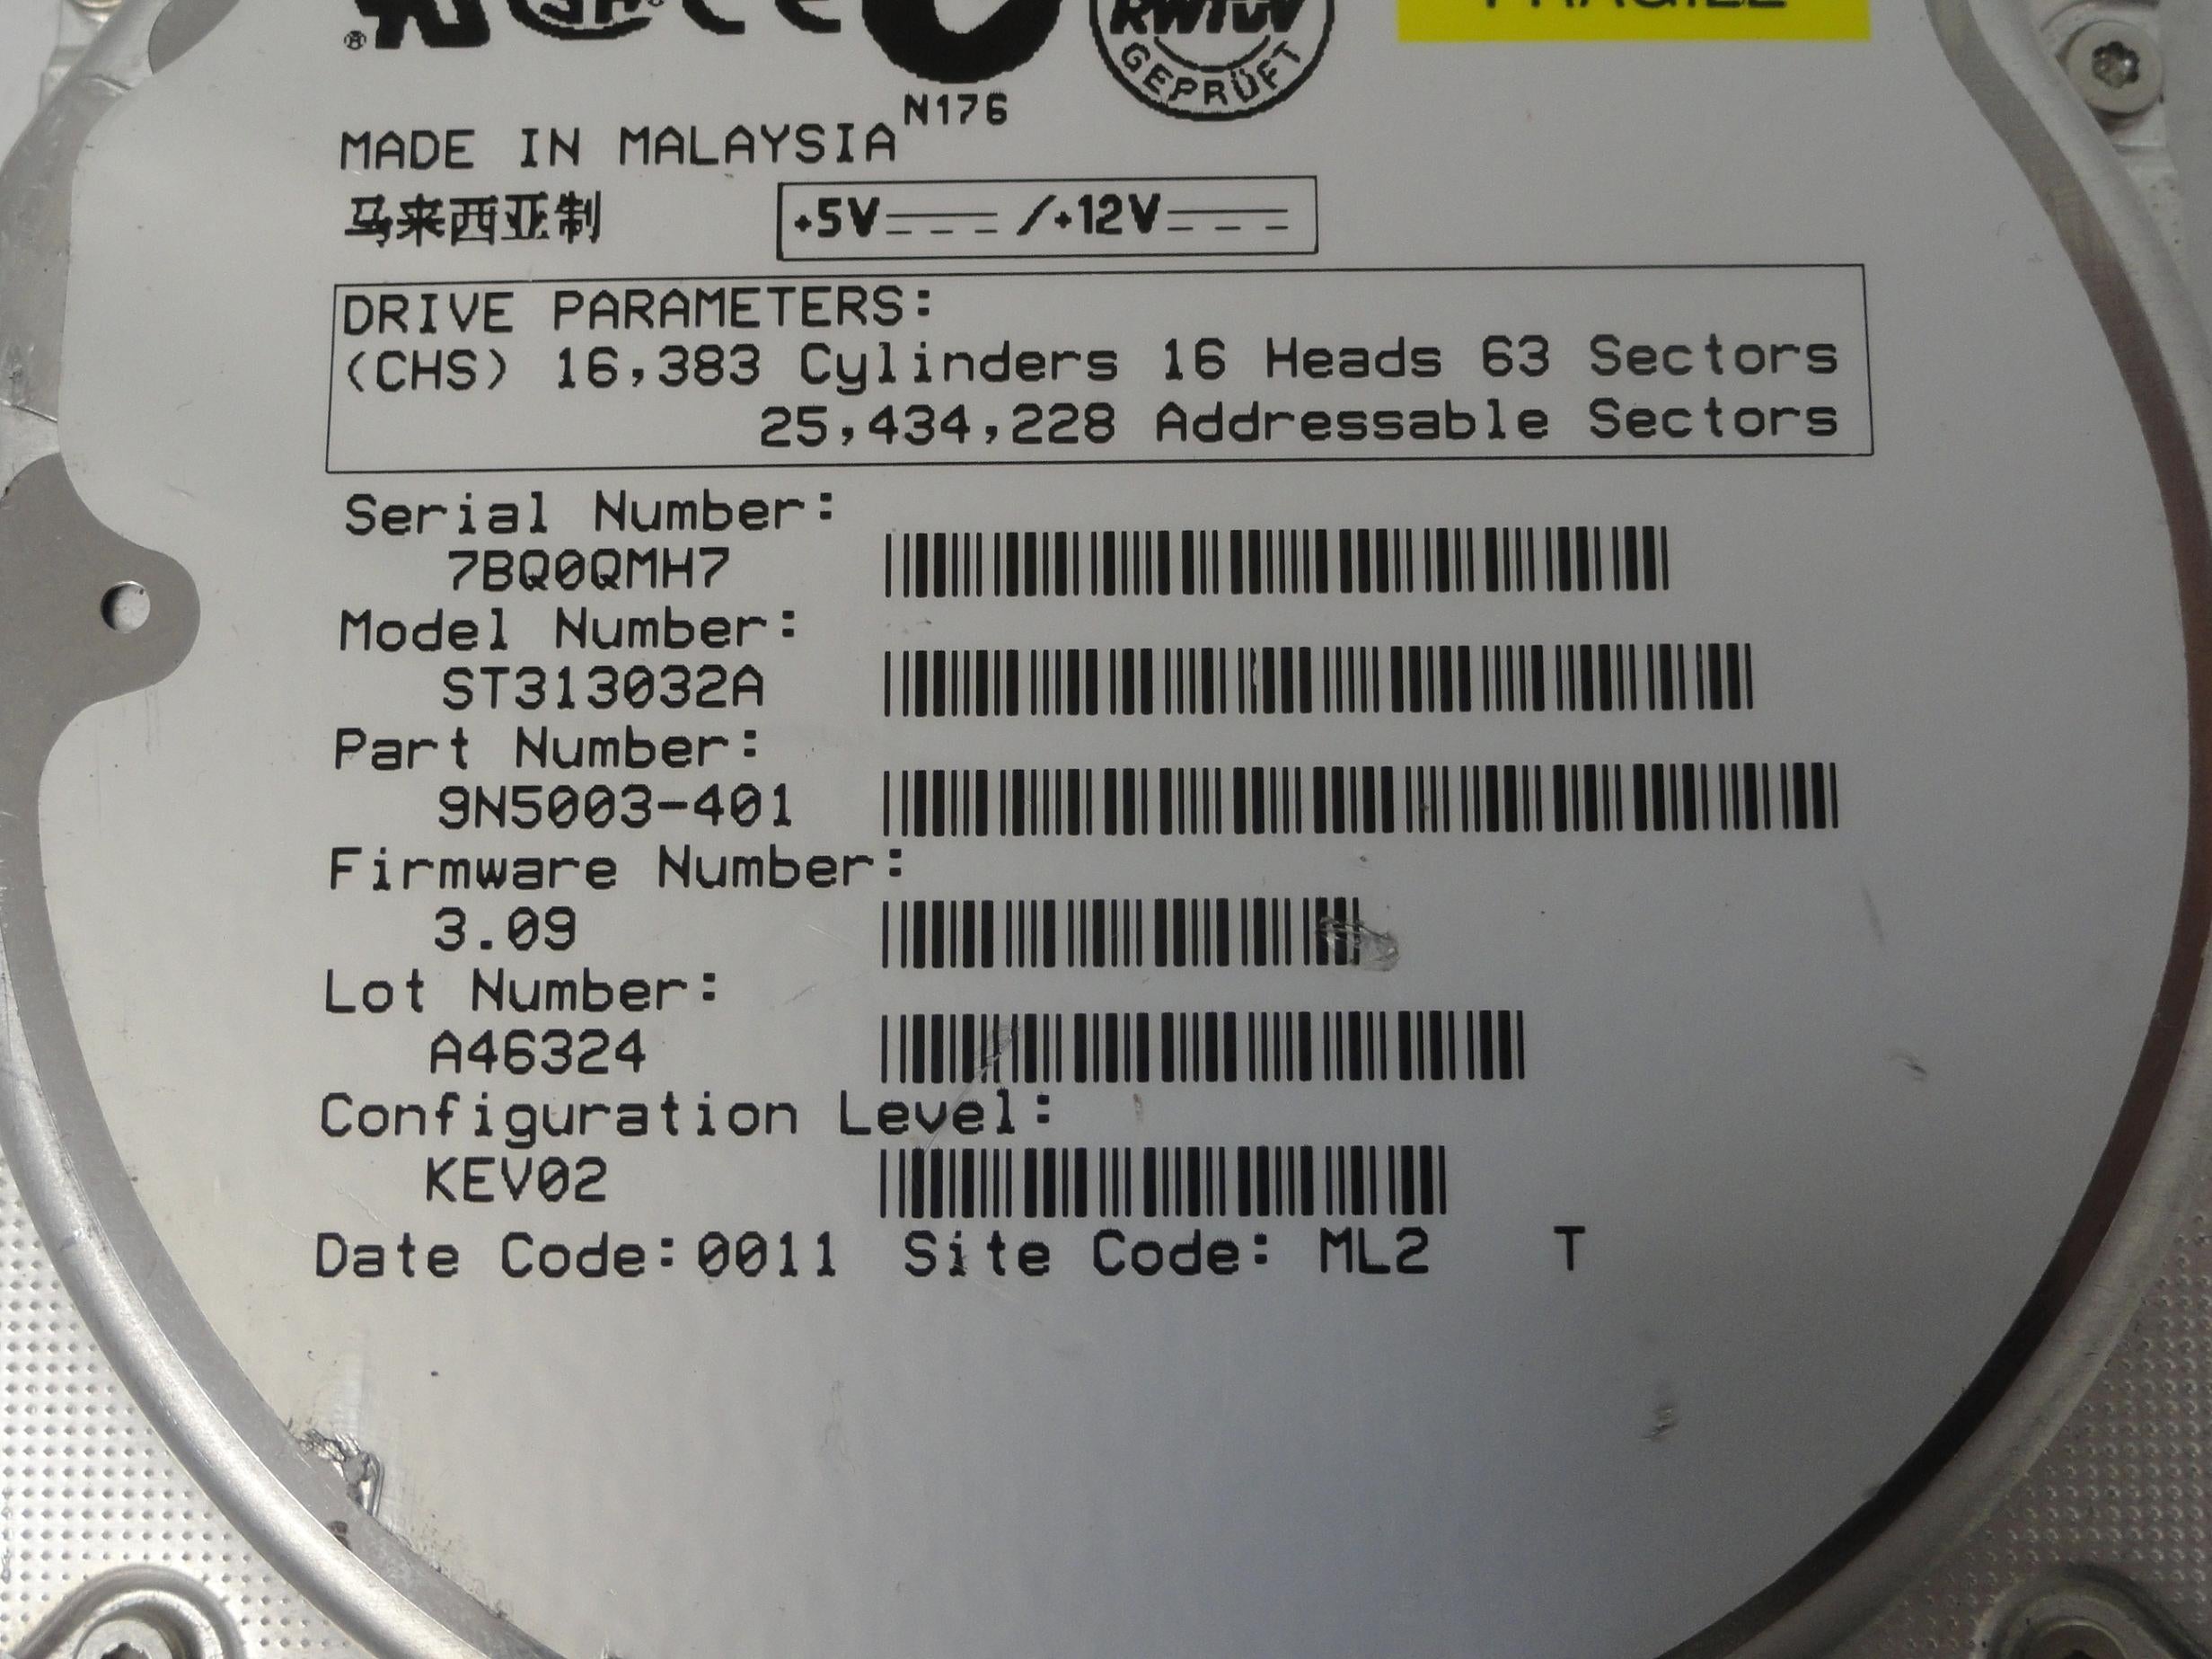 FRAGILE
GEPRÜFT
N176
MADE IN MALAYSIA
马来西亚制
+5V /+12V
DRIVE PARAMETERS:
(CHS) 16,383 Cylinders 16 Heads 63 Sectors
25,434,228 Addressable Sectors
Serial Number:
7BQ0QMH7
Model Number:
ST313032A
Part Number:
9N5003-401
Firmware Number:
3.09
Lot Number:
A46324
Configuration Level:
KEV02
Date Code:0011 Site Code: ML2 T